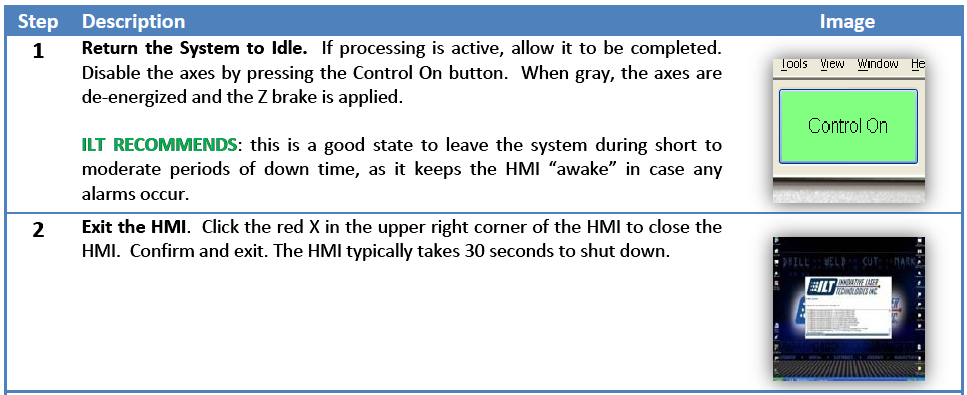 Step Description Image
1 Return the System to Idle. If processing is active, allow it to be completed.
Disable the axes by pressing the Control On button. When gray, the axes are
de-energized and the Z brake is applied.
ILT RECOMMENDS: this is a good state to leave the system during short to
moderate periods of down time, as it keeps the HMI “awake” in case any
alarms occur.
Tools View Window He
Control On
2 Exit the HMI. Click the red X in the upper right corner of the HMI to close the
HMI. Confirm and exit. The HMI typically takes 30 seconds to shut down.
DRILL WELD CUT MARK
ILT INNOVATIVE LASER
TECHNOLOGIES INC.